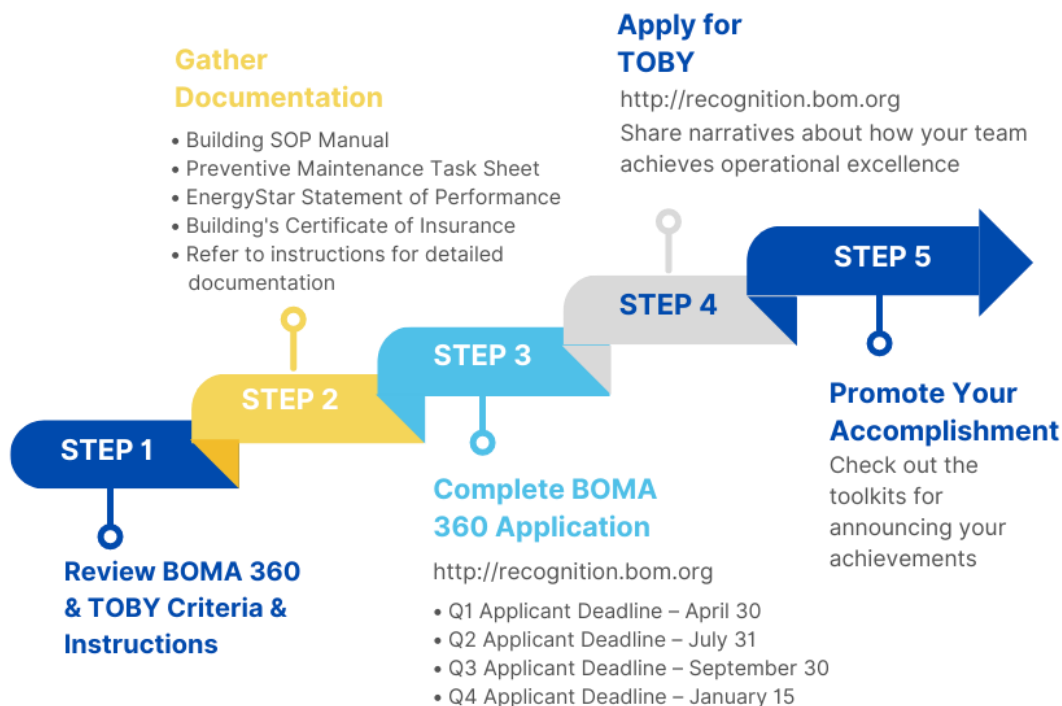 STEP 1
Review BOMA 360
& TOBY Criteria &
Instructions
STEP 2
Gather
Documentation
• Building SOP Manual
• Preventive Maintenance Task Sheet
• EnergyStar Statement of Performance
• Building's Certificate of Insurance
• Refer to instructions for detailed
documentation
STEP 3
Complete BOMA
360 Application
http://recognition.bom.org
• Q1 Applicant Deadline – April 30
• Q2 Applicant Deadline – July 31
• Q3 Applicant Deadline – September 30
• Q4 Applicant Deadline – January 15
STEP 4
Apply for
TOBY
http://recognition.bom.org
Share narratives about how your team
achieves operational excellence
STEP 5
Promote Your
Accomplishment
Check out the
toolkits for
announcing your
achievements